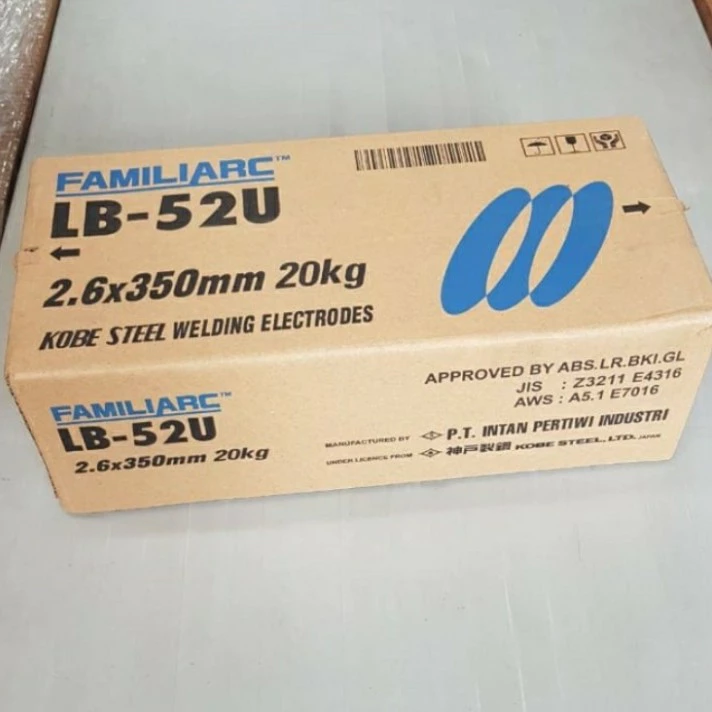 FAMILIARC™
LB-52U
2.6x350mm 20kg
KOBE STEEL WELDING ELECTRODES
APPROVED BY ABS.LR.BKI.GL
JIS : Z3211 E4316
AWS : A5.1 E7016
FAMILIARC™
LB-52U
2.6x350mm 20kg
MANUFACTURED BY P.T. INTAN PERTIWI INDUSTRI
UNDER LICENCE FROM 神戸製鋼 KOBE STEEL, LTD. JAPAN